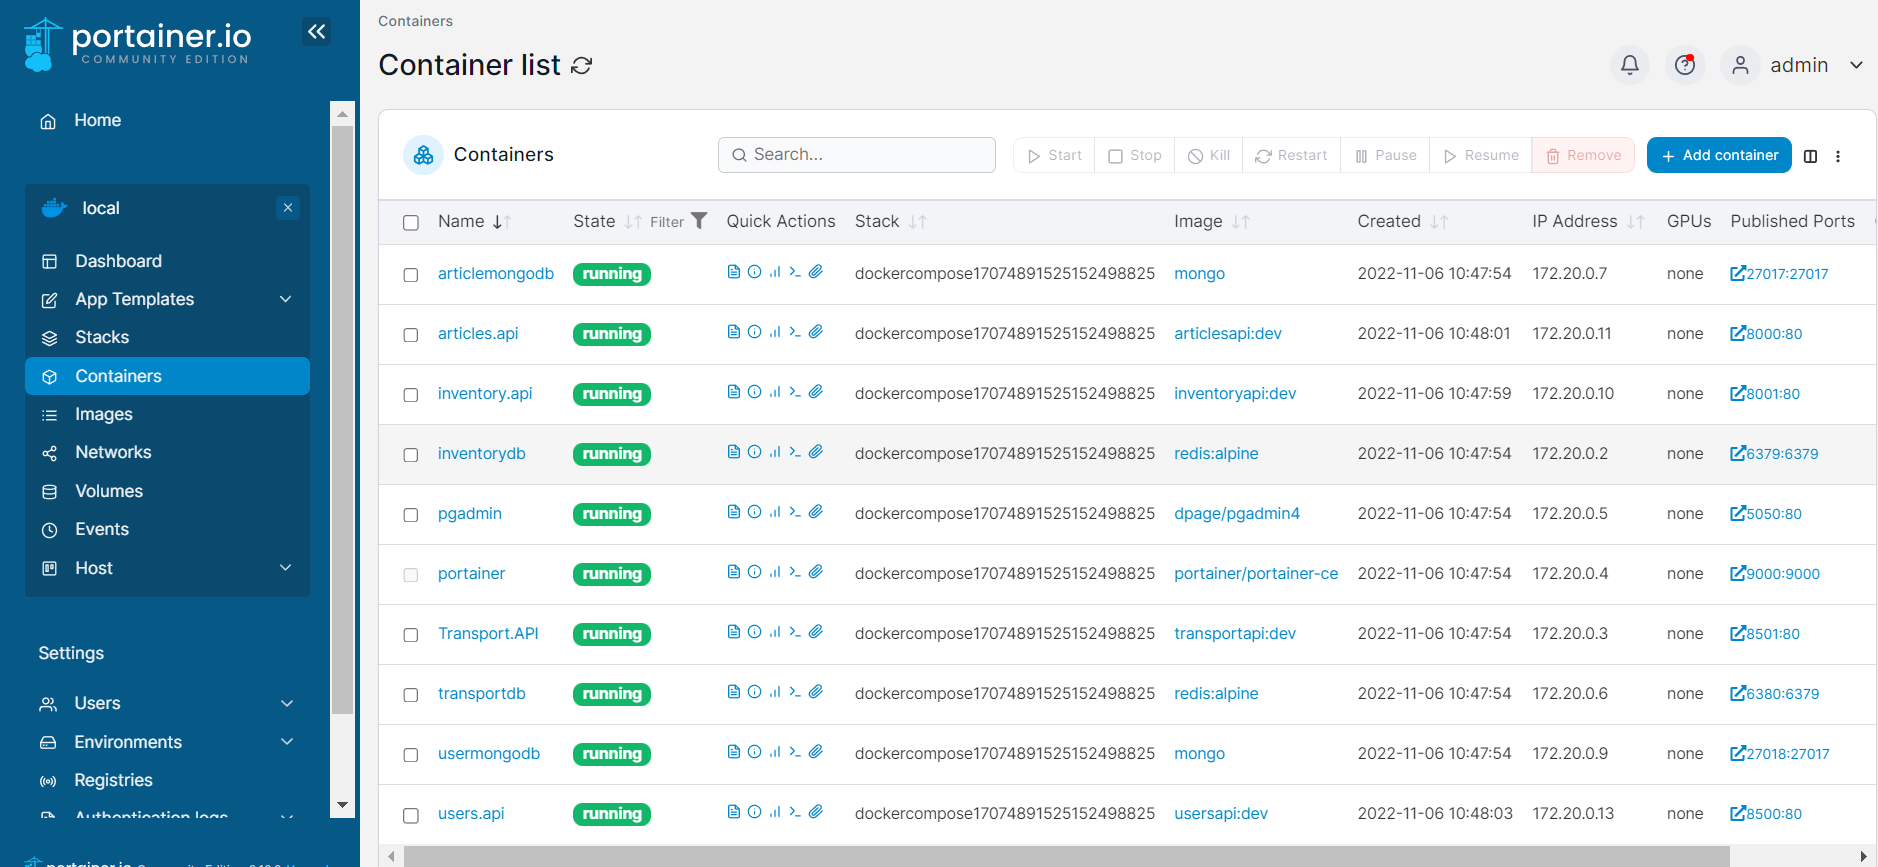 portainer.io
COMMUNITY EDITION
Home
local
Dashboard
App Templates
Stacks
Containers
Images
Networks
Volumes
Events
Host
Settings
Users
Environments
Registries
Authentication logs
portainer.io
Containers
Container list
admin
Containers Search... Start Stop Kill Restart Pause Resume Remove + Add container
Name State Filter Quick Actions Stack Image Created IP Address GPUs Published Ports
articlemongodb running dockercompose17074891525152498825 mongo 2022-11-06 10:47:54 172.20.0.7 none 27017:27017
articles.api running dockercompose17074891525152498825 articlesapi:dev 2022-11-06 10:48:01 172.20.0.11 none 8000:80
inventory.api running dockercompose17074891525152498825 inventoryapi:dev 2022-11-06 10:47:59 172.20.0.10 none 8001:80
inventorydb running dockercompose17074891525152498825 redis:alpine 2022-11-06 10:47:54 172.20.0.2 none 6379:6379
pgadmin running dockercompose17074891525152498825 dpage/pgadmin4 2022-11-06 10:47:54 172.20.0.5 none 5050:80
portainer running dockercompose17074891525152498825 portainer/portainer-ce 2022-11-06 10:47:54 172.20.0.4 none 9000:9000
Transport.API running dockercompose17074891525152498825 transportapi:dev 2022-11-06 10:47:54 172.20.0.3 none 8501:80
transportdb running dockercompose17074891525152498825 redis:alpine 2022-11-06 10:47:54 172.20.0.6 none 6380:6379
usermongodb running dockercompose17074891525152498825 mongo 2022-11-06 10:47:54 172.20.0.9 none 27018:27017
users.api running dockercompose17074891525152498825 usersapi:dev 2022-11-06 10:48:03 172.20.0.13 none 8500:80